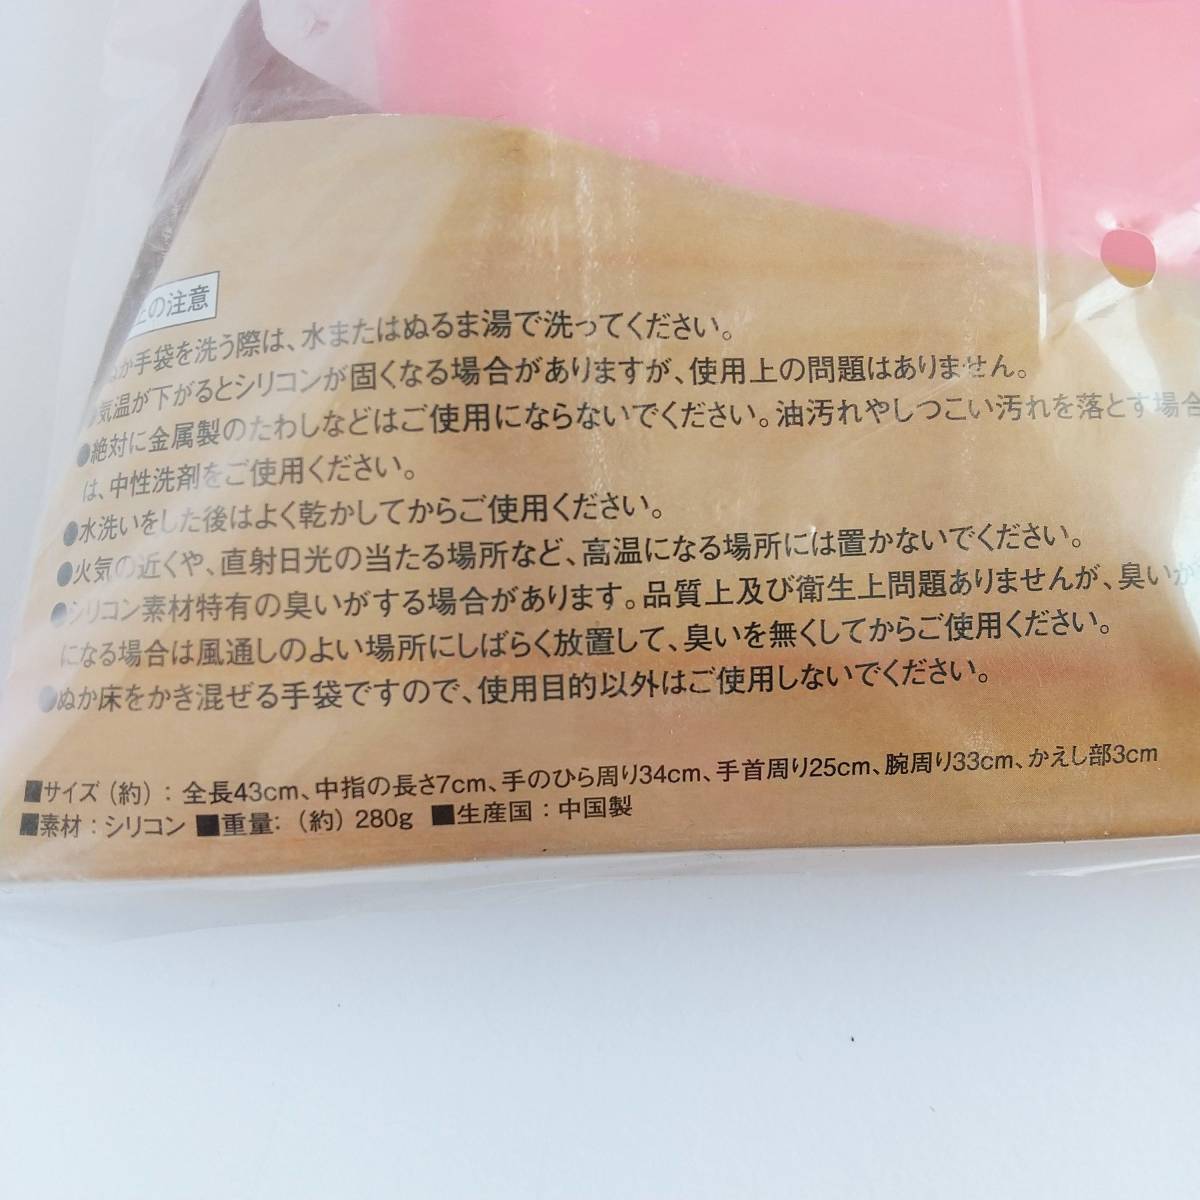 上の注意
ぬか手袋を洗う際は、水またはぬるま湯で洗ってください。
気温が下がるとシリコンが固くなる場合がありますが、使用上の問題はありません。
●絶対に金属製のたわしなどはご使用にならないでください。油汚れやしつこい汚れを落とす場合
は、中性洗剤をご使用ください。
●水洗いをした後はよく乾かしてからご使用ください。
●火気の近くや、直射日光の当たる場所など、高温になる場所には置かないでください。
●シリコン素材特有の臭いがする場合があります。品質上及び衛生上問題ありませんが、臭いが
になる場合は風通しのよい場所にしばらく放置して、臭いを無くしてからご使用ください。
●ぬか床をかき混ぜる手袋ですので、使用目的以外はご使用しないでください。
■サイズ（約）：全長43cm、中指の長さ7cm、手のひら周り34cm、手首周り25cm、腕周り33cm、かえし部3cm
■素材：シリコン ■重量：（約）280g ■生産国：中国製